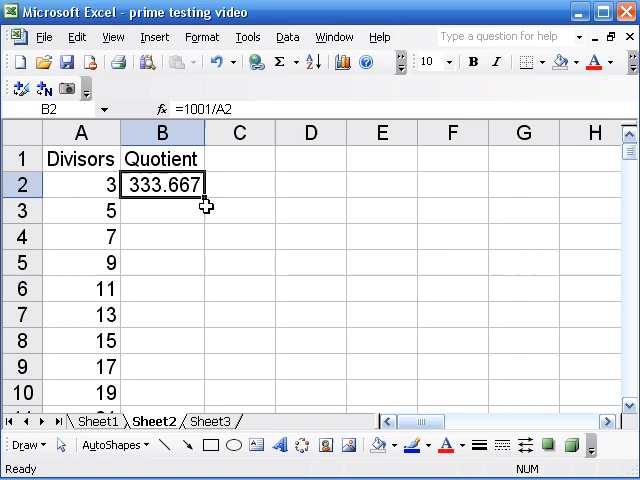 Microsoft Excel - prime testing video
File Edit View Insert Format Tools Data Window Help Type a question for help
10 B I U A
B2 fx =1001/A2
A B C D E F G H
1 Divisors Quotient
2 3 333.667
3 5
4 7
5 9
6 11
7 13
8 15
9 17
10 19
Sheet1 Sheet2 Sheet3
Draw AutoShapes A A
Ready NUM